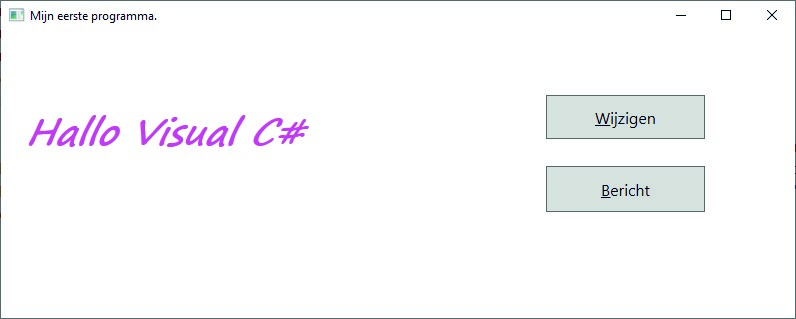 Mijn eerste programma.
Hallo Visual C#
Wijzigen
Bericht